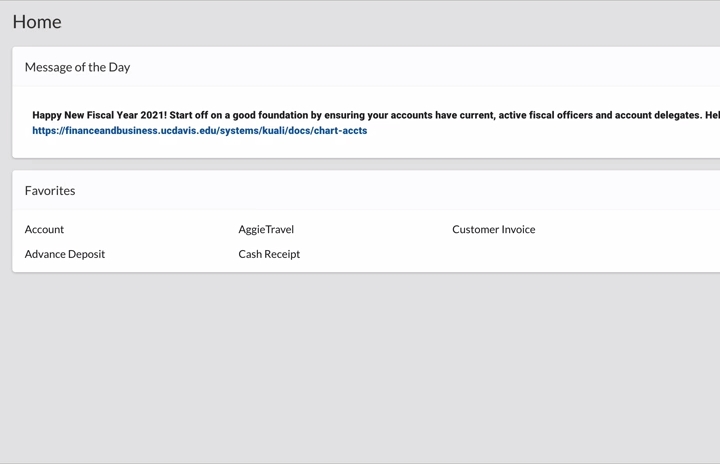 Home
Message of the Day
Happy New Fiscal Year 2021! Start off on a good foundation by ensuring your accounts have current, active fiscal officers and account delegates.
https://financeandbusiness.ucdavis.edu/systems/kuali/docs/chart-accts
Favorites
Account AggieTravel Customer Invoice
Advance Deposit Cash Receipt